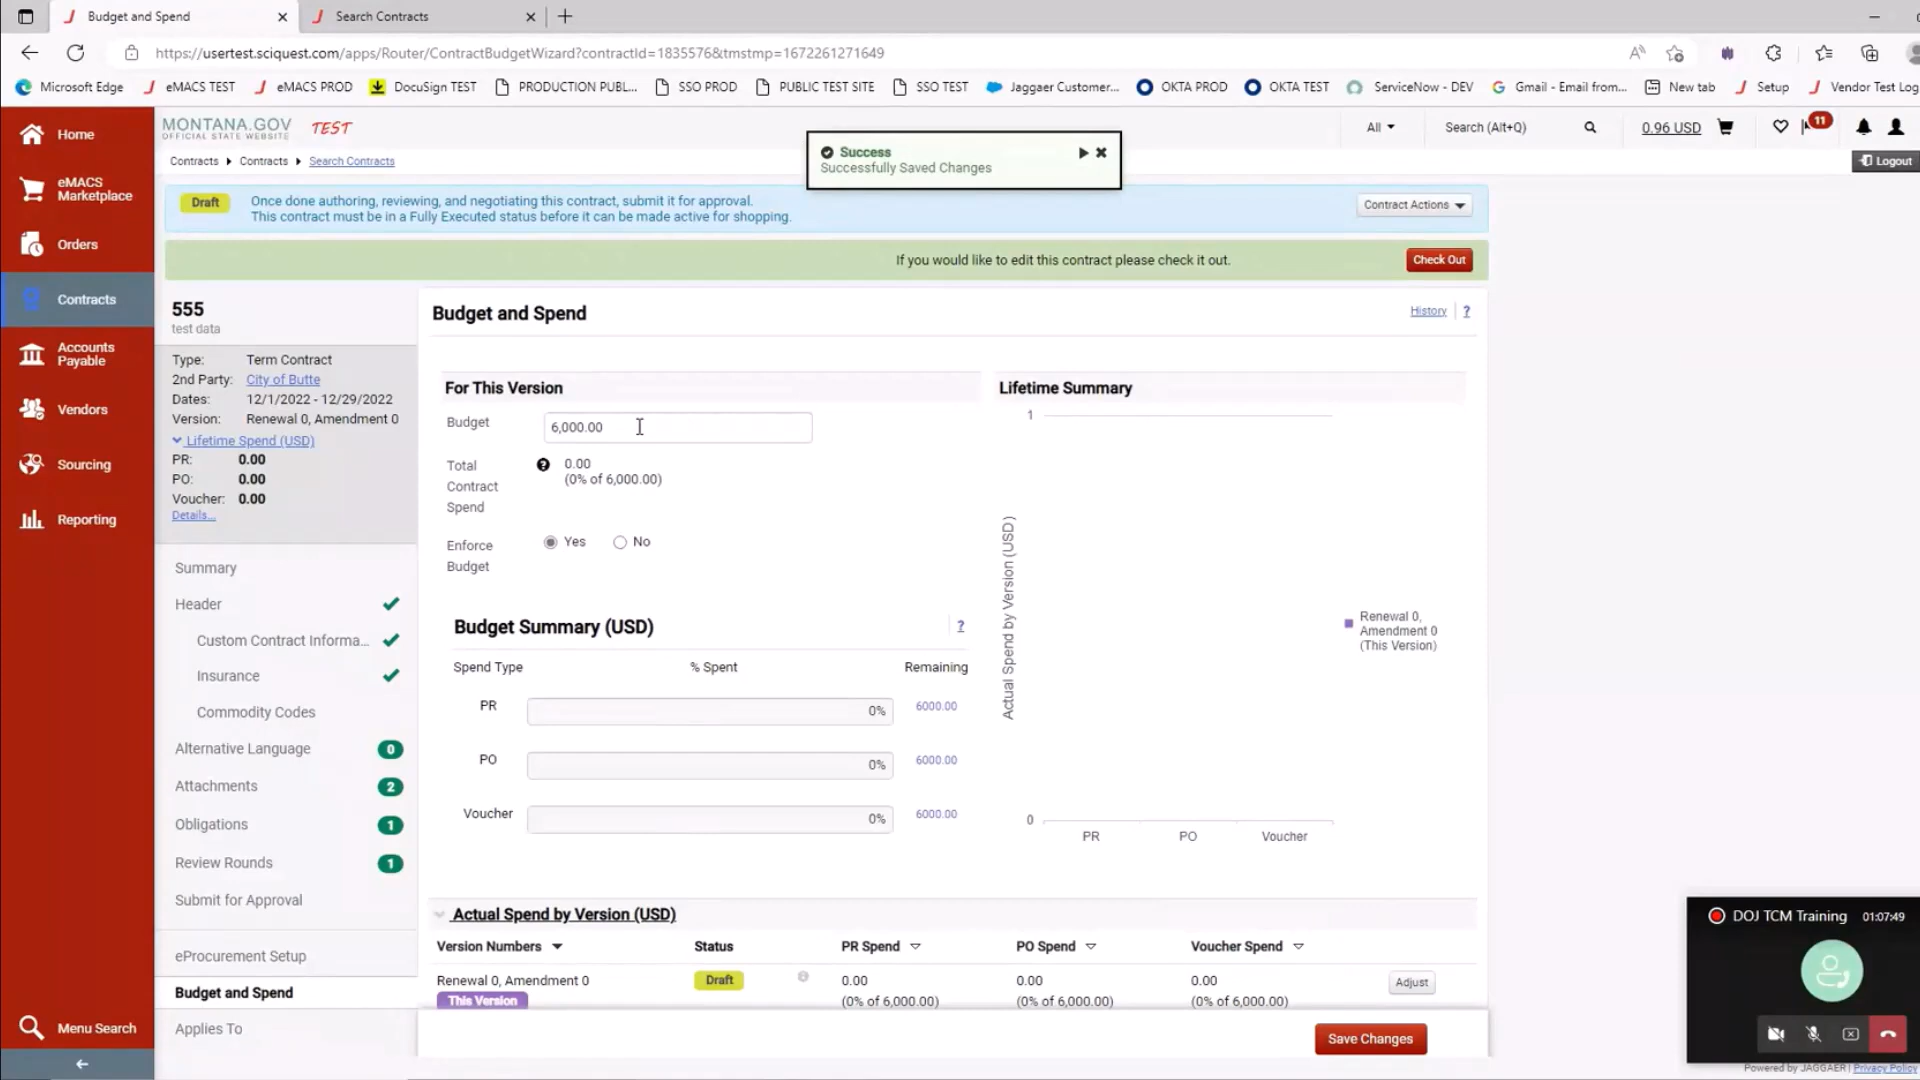 Budget and Spend
Search Contracts
https://usertest.sciquest.com/apps/Router/ContractBudgetWizard?contractId=1835576&tmstmp=1672261271649
Microsoft Edge
eMACS TEST
eMACS PROD
DocuSign TEST
PRODUCTION PUBL...
SSO PROD
PUBLIC TEST SITE
SSO TEST
Jaggaer Customer...
OKTA PROD
OKTA TEST
ServiceNow - DEV
Gmail - Email from...
New tab
Setup
Vendor Test Log
Home
eMACS
Marketplace
Orders
Contracts
Accounts
Payable
Vendors
Sourcing
Reporting
Menu Search
MONTANA.GOV
OFFICIAL STATE WEBSITE
TEST
All
Search (Alt+Q)
0.96 USD
11
Logout
Contracts
Contracts
Search Contracts
Success
Successfully Saved Changes
Draft
Once done authoring, reviewing, and negotiating this contract, submit it for approval.
This contract must be in a Fully Executed status before it can be made active for shopping.
Contract Actions
If you would like to edit this contract please check it out.
Check Out
555
test data
Type: Term Contract
2nd Party: City of Butte
Dates: 12/1/2022 - 12/29/2022
Version: Renewal 0, Amendment 0
Lifetime Spend (USD)
PR: 0.00
PO: 0.00
Voucher: 0.00
Details...
Summary
Header
Custom Contract Informa...
Insurance
Commodity Codes
Alternative Language 0
Attachments 2
Obligations 1
Review Rounds 1
Submit for Approval
eProcurement Setup
Budget and Spend
Applies To
Budget and Spend
History
?
For This Version
Budget
6,000.00
Total
Contract
Spend
?
0.00
(0% of 6,000.00)
Enforce
Budget
Yes
No
Budget Summary (USD)
?
Spend Type % Spent Remaining
PR 0% 6000.00
PO 0% 6000.00
Voucher 0% 6000.00
Lifetime Summary
1
Actual Spend by Version (USD)
0
PR PO Voucher
Renewal 0,
Amendment 0
(This Version)
Actual Spend by Version (USD)
Version Numbers Status PR Spend PO Spend Voucher Spend
Renewal 0, Amendment 0 Draft 0.00 0.00 0.00 Adjust
This Version (0% of 6,000.00) (0% of 6,000.00) (0% of 6,000.00)
Save Changes
DOJ TCM Training 01:07:49
Powered by JAGGAER | Privacy Policy